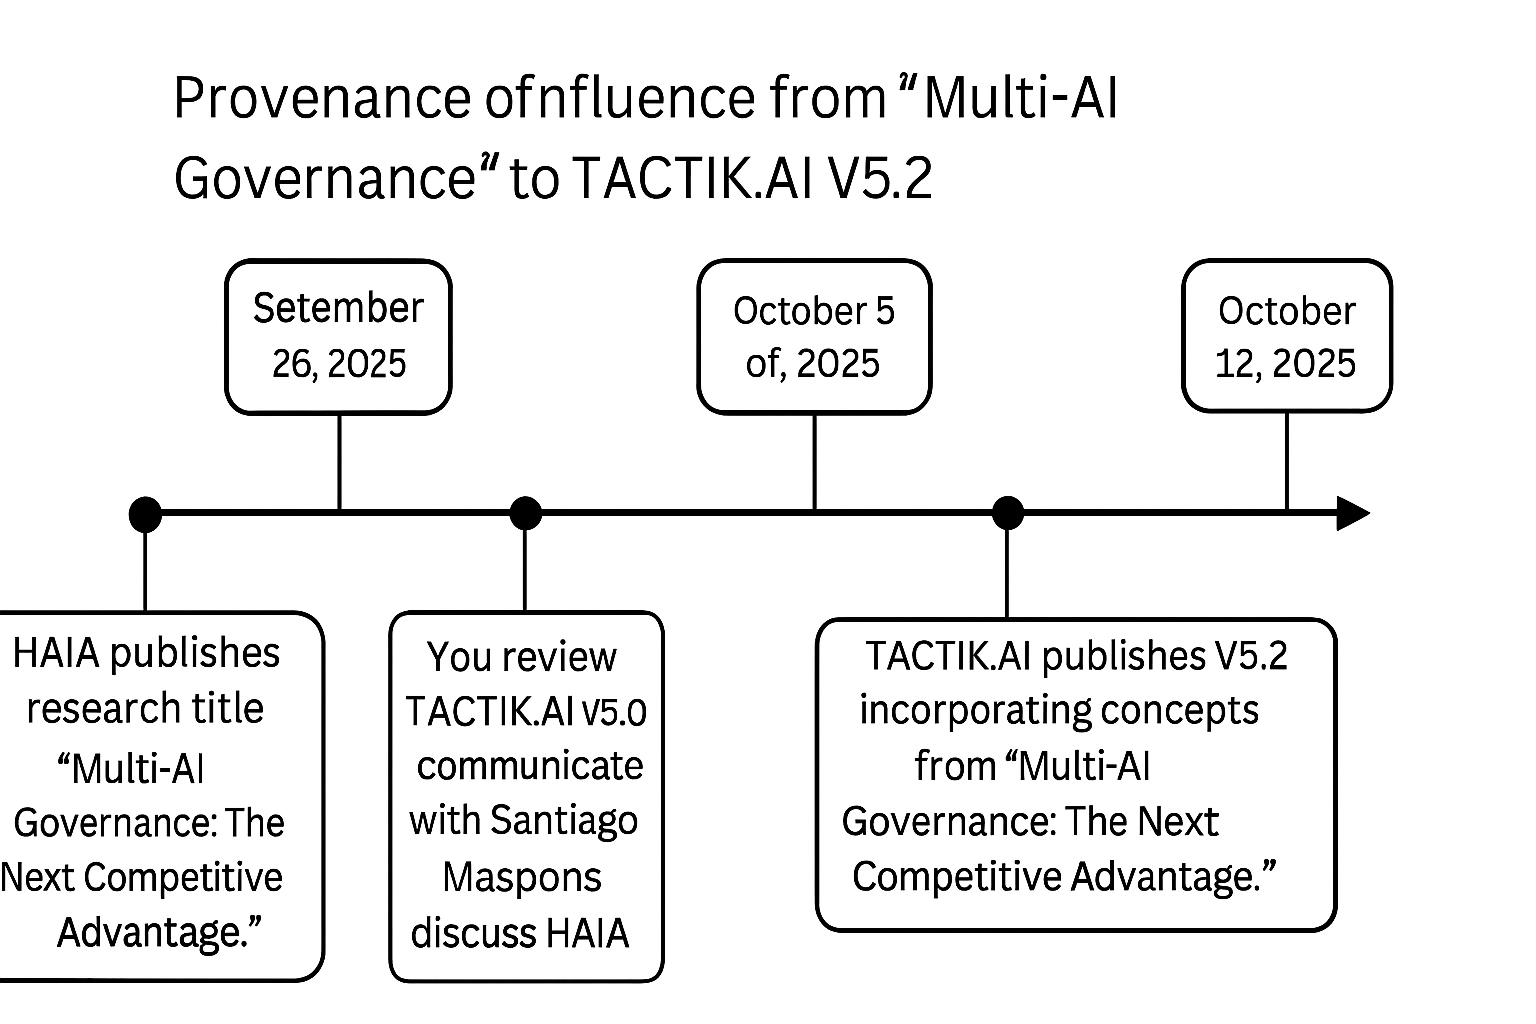 Provenance ofnfluence from "Multi-AI
Governance" to TACTIK.AI V5.2
Setember
26, 2025
October 5
of, 2025
October
12, 2025
HAIA publishes
research title
“Multi-AI
Governance: The
Next Competitive
Advantage.”
You review
TACTIK.AI V5.0
communicate
with Santiago
Maspons
discuss HAIA
TACTIK.AI publishes V5.2
incorporating concepts
from “Multi-AI
Governance: The Next
Competitive Advantage.”